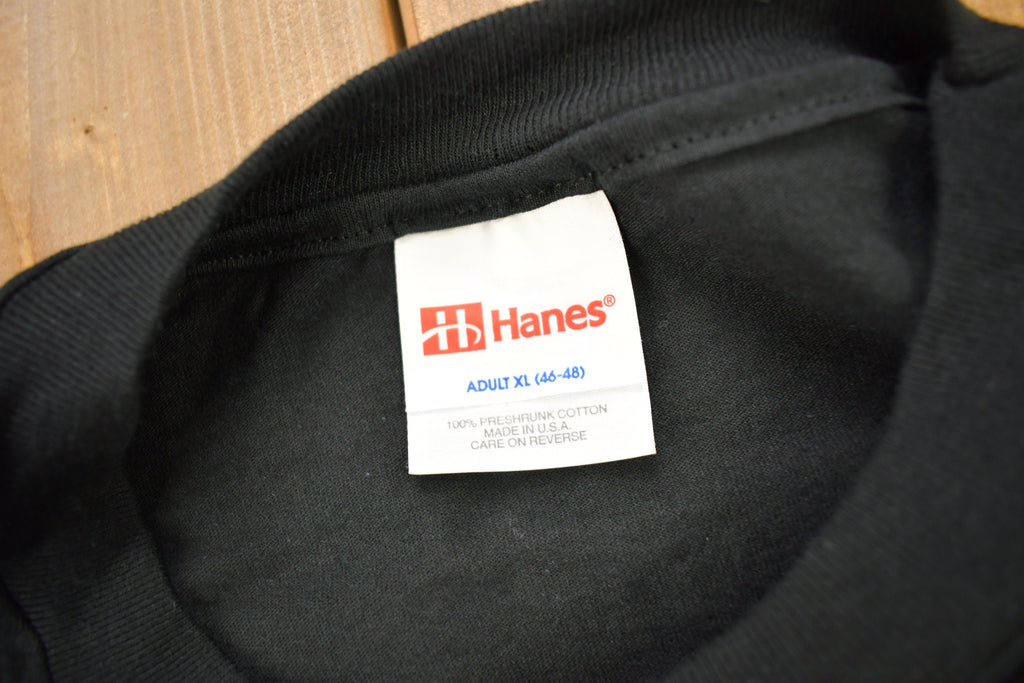 H Hanes®
ADULT XL (46-48)
100% PRESHRUNK COTTON
MADE IN U.S.A.
CARE ON REVERSE